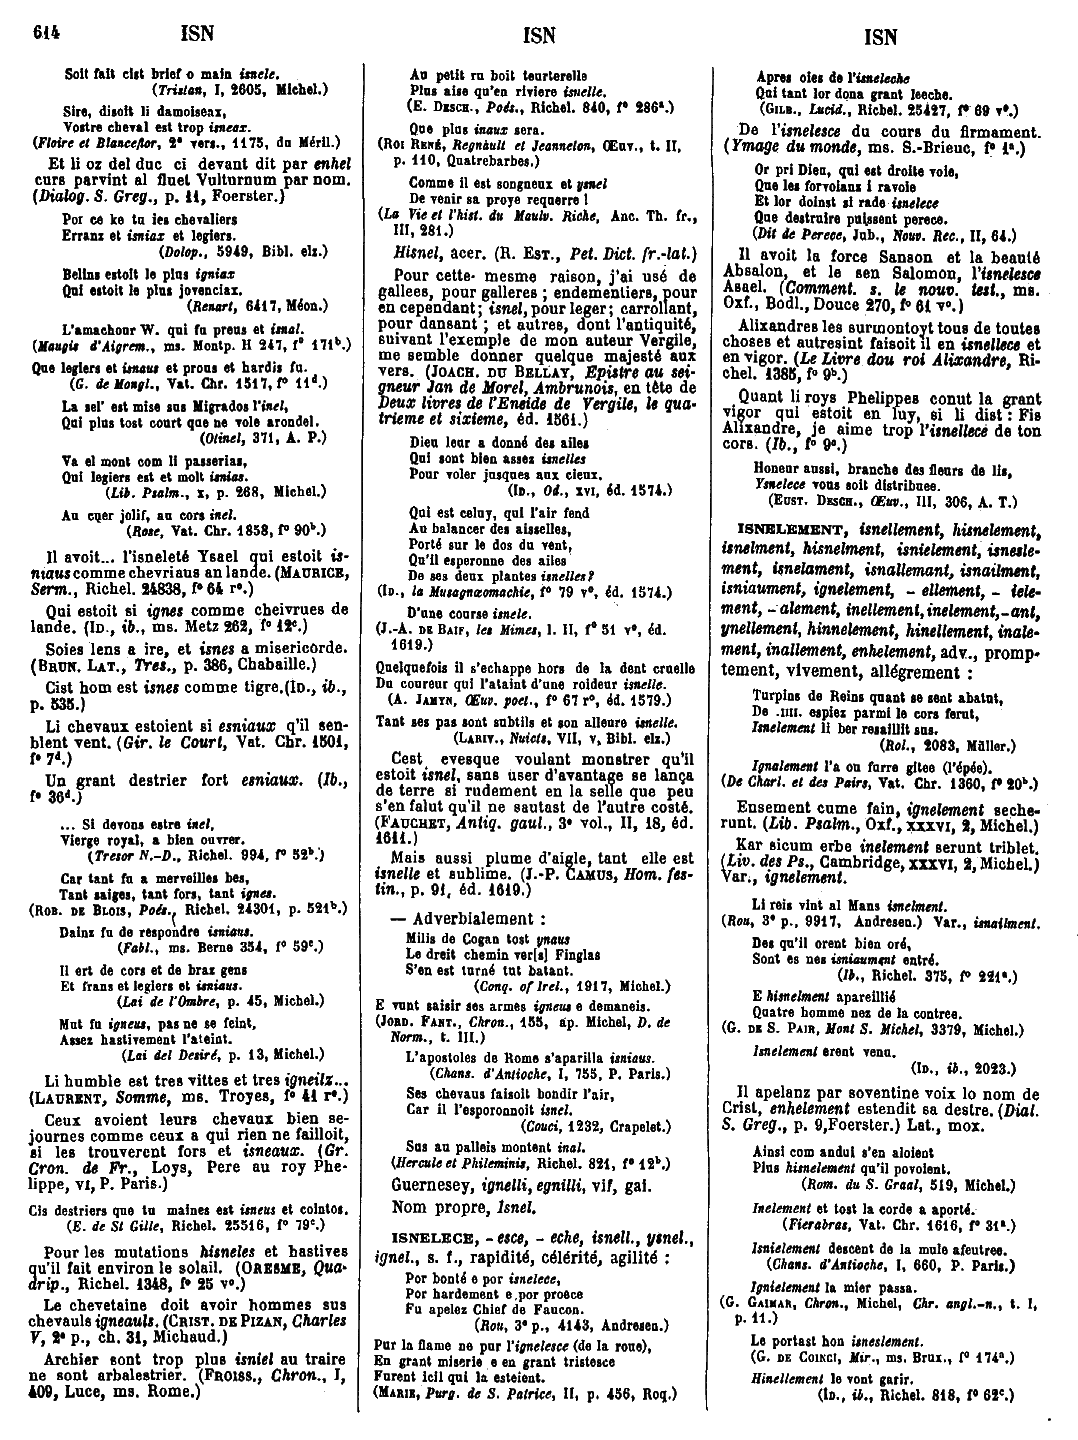 614 ISN ISN ISN
Soit fait cist brief o main isnele.
(Tristan, I, 2605, Michel.)
Sire, disoit li damoiseax,
Vostre cheval est trop isneax.
(Floire et Blanceflor, 2e vers., 1175, du Méril.)
Et li oz del duc ci devant dit par enhel
curs parvint al fluet Vulturnum par nom.
(Dialog. S. Greg., p. 11, Foerster.)
Por ce ke tu les chevaliers
Erranz et isniax et legiers.
(Dolop., 5949, Bibl. elz.)
Belins estoit le plus igniax
Qui estoit le plus jovenciax.
(Renart, 6417, Méon.)
L'amachour W. qui fu preus et isnal.
(Maugis d'Aigrem., ms. Montp. H 247, fº 171b.)
Que legiers et isnaus et prous et hardis fu.
(G. de Mongl., Vat. Chr. 1517, fº 11d.)
La sel' est mise sus Migrados l'inel,
Qui plus tost court que ne vole arondel.
(Otinel, 371, A. P.)
Va el mont com li passerias,
Qui legiers est et molt isnias.
(Lib. Psalm., x, p. 268, Michel.)
Au cuer jolif, au cors inel.
(Rose, Vat. Chr. 1858, fº 90b.)
Il avoit... l'isneleté Ysael qui estoit is-
niaus comme chevriaus an lande. (MAURICE,
Serm., Richel. 24838, fº 64 rº.)
Qui estoit si ignes comme cheivrues de
lande. (ID., ib., ms. Metz 262, fº 12c.)
Soies lens a ire, et isnes a misericorde.
(BRUN. LAT., Tres., p. 386, Chabaille.)
Cist hom est isnes comme tigre. (ID., ib.,
p. 535.)
Li chevaux estoient si esniaux q'il sen-
blent vent. (Gir. le Court, Vat. Chr. 1501,
fº 7d.)
Un grant destrier fort esniaux. (Ib.,
fº 36d.)
... Si devons estre inel,
Vierge royal, a bien ouvrer.
(Tresor N.-D., Richel. 994, fº 52b.)
Car tant fu a merveilles bes,
Tant saiges, tant fors, tant ignes.
(ROB. DE BLOIS, Poés., Richel. 24301, p. 521b.)
Dainz fu de respondre isniaus.
(Fabl., ms. Berne 354, fº 59c.)
Il ert de cors et de braz gens
Et frans et legiers et isniaus.
(Lai de l'Ombre, p. 45, Michel.)
Mut fu igneus, pas ne se feint,
Assez hastivement l'ateint.
(Lai del Desiré, p. 13, Michel.)
Li humble est tres vittes et tres igneilz...
(LAURENT, Somme, ms. Troyes, fº 41 rº.)
Ceux avoient leurs chevaux bien se-
journes comme ceux a qui rien ne failloit,
si les trouverent fors et isneaux. (Gr.
Cron. de Fr., Loys, Pere au roy Phe-
lippe, VI, P. Paris.)
Cis destriers que tu maines est isneus et cointos.
(E. de St Gille, Richel. 25516, fº 79c.)
Pour les mutations hisneles et hastives
qu'il fait environ le solail. (ORESME, Qua-
drip., Richel. 1348, fº 25 vº.)
Le chevetaine doit avoir hommes sus
chevauls igneauls. (CRIST. DE PIZAN, Charles
V, 2e p., ch. 31, Michaud.)
Archier sont trop plus isniel au traire
ne sont arbalestrier. (FROISS., Chron., I,
409, Luce, ms. Rome.)
Au petit ru boit tourterelle
Plus aise qu'en riviere isnelle.
(E. DESCH., Poés., Richel. 840, fº 286a.)
Que plus inaux sera.
(ROI RENÉ, Regnault et Jeannelon, Œuv., t. II,
p. 110, Quatrebarbes.)
Comme il est songneux et ysnel
De venir sa proye requerre !
(La Vie et l'hist. du Maulv. Riche, Anc. Th. fr.,
III, 281.)
Hisnel, acer. (R. EST., Pet. Dict. fr.-lat.)
Pour cette mesme raison, j'ai usé de
gallees, pour galleres ; endementiers, pour
en cependant; isnel, pour leger; carrollant,
pour dansant ; et autres, dont l'antiquité,
suivant l'exemple de mon auteur Vergile,
me semble donner quelque majesté aux
vers. (JOACH. DU BELLAY, Epistre au sei-
gneur Jan de Morel, Ambrunois, en tête de
Deux livres de l'Eneide de Vergile, le qua-
trieme et sixieme, éd. 1561.)
Dieu leur a donné des ailes
Qui sont bien assez isnelles
Pour voler jusques aux cieux.
(ID., Od., XVI, éd. 1574.)
Qui est celuy, qui l'air fend
Au balancer des aisselles,
Porté sur le dos du vent,
Qu'il esperonne des ailes
De ses deux plantes isnelles?
(ID., la Musagnæomachie, fº 79 vº, éd. 1574.)
D'une course isnele.
(J.-A. DE BAIF, les Mimes, l. II, fº 51 vº, éd.
1619.)
Quelquefois il s'echappe hors de la dent cruelle
Du coureur qui l'ataint d'une roideur isnelle.
(A. JAMYN, Œuv. poet., fº 67 rº, éd. 1579.)
Tant ses pas sont subtils et son alleure isnelle.
(LARIV., Nuicts, VII, v, Bibl. elz.)
Cest evesque voulant monstrer qu'il
estoit isnel, sans user d'avantage se lança
de terre si rudement en la selle que peu
s'en falut qu'il ne sautast de l'autre costé.
(FAUCHET, Antiq. gaul., 3e vol., II, 18, éd.
1611.)
Mais aussi plume d'aigle, tant elle est
isnelle et sublime. (J.-P. CAMUS, Hom. fes-
tin., p. 91, éd. 1619.)
— Adverbialement :
Milis de Cogan tost ynaus
Le dreit chemin ver[s] Finglas
S'en est turné tut batant.
(Conq. of Irel., 1917, Michel.)
E vunt saisir ses armes igneus e demaneis.
(JORD. FANT., Chron., 155, ap. Michel, D. de
Norm., t. III.)
L'apostoles de Rome s'aparilla isniaus.
(Chans. d'Antioche, I, 755, P. Paris.)
Ses chevaus faisoit bondir l'air,
Car il l'esporonnoit isnel.
(Couci, 1232, Crapelet.)
Sus au palleis montent inal.
(Hercule et Phileminis, Richel. 821, fº 12b.)
Guernesey, ignelli, egnilli, vif, gai.
Nom propre, Isnel.
ISNELECE, - esce, - eche, isnell., ysnel.,
ignel., s. f., rapidité, célérité, agilité :
Por bonté e por isnelece,
Por hardement e por proece
Fu apelez Chief de Faucon.
(Rou, 3e p., 4143, Andresen.)
Pur la flame ne pur l'ignelesce (de la roue),
En grant miserie e en grant tristesce
Furent icil qui la esteient.
(MARIE, Purg. de S. Patrice, II, p. 456, Roq.)
Apres oies de l'isneleche
Qui tant lor dona grant leeche.
(GILB., Lucid., Richel. 25427, fº 69 vº.)
De l'isnelesce du cours du firmament.
(Ymage du monde, ms. S.-Brieuc, fº 1a.)
Or pri Dieu, qui est droite voie,
Que les forvoians i ravoie
Et lor doinst si rade isnelece
Que destruire puissent perece.
(Dit de Perece, Jub., Nouv. Rec., II, 64.)
Il avoit la force Sanson et la beauté
Absalon, et le sen Salomon, l'isnelesce
Asael. (Comment. s. le nouv. test., ms.
Oxf., Bodl., Douce 270, fº 61 vº.)
Alixandres les surmontoyt tous de toutes
choses et autresint faisoit il en isnellece et
en vigor. (Le Livre dou roi Alixandre, Ri-
chel. 1385, fº 9b.)
Quant li roys Phelippes conut la grant
vigor qui estoit en luy, si li dist : Fis
Alixandre, je aime trop l'isnellece de ton
cors. (Ib., fº 9c.)
Honeur aussi, branche des fleurs de lis,
Ysnelece vous soit distribuee.
(EUST. DESCH., Œuv., III, 306, A. T.)
ISNELEMENT, isnellement, hisnelement,
isnelment, hisnelment, isnielement, isnesle-
ment, isnelament, isnallemant, isnailment,
isniaument, ignelement, - ellement, - iele-
ment, - alement, inellement, inelement, - ant,
ynellement, hinnelement, hinellement, inale-
ment, inallement, enhelement, adv., promp-
tement, vivement, allégrement :
Turpins de Reins quant se sent abatut,
De .IIII. espiez parmi le cors ferut,
Isnelement li ber resaillit sus.
(Rol., 2083, Müller.)
Ignalement l'a ou furre gitee (l'épée).
(De Charl. et des Pairs, Vat. Chr. 1360, fº 20b.)
Ensement cume fain, ignelement seche-
runt. (Lib. Psalm., Oxf., XXXVI, 2, Michel.)
Kar sicum erbe inelement serunt triblet.
(Liv. des Ps., Cambridge, XXXVI, 2, Michel.)
Var., ignelement.
Li reis vint al Mans isnelment.
(Rou, 3e p., 9917, Andresen.) Var., isnailment.
Des qu'il orent bien oré,
Sont es nes isniaument entré.
(Ib., Richel. 375, fº 221a.)
E hisnelment apareillié
Quatre homme nez de la contree.
(G. DE S. PAIR, Mont S. Michel, 3379, Michel.)
Isnelement erent venu.
(ID., ib., 2023.)
Il apelanz par soventine voix lo nom de
Crist, enhelement estendit sa destre. (Dial.
S. Greg., p. 9, Foerster.) Lat., mox.
Ainsi com andui s'en aloient
Plus hisnelement qu'il povoient.
(Rom. du S. Graal, 519, Michel.)
Inelement et tost la corde a aporté.
(Fierabras, Vat. Chr. 1616, fº 31a.)
Isnielement descent de la mule afeutree.
(Chans. d'Antioche, I, 660, P. Paris.)
Ignielement la mier passa.
(G. GAIMAR, Chron., Michel, Chr. angl.-n., t. I,
p. 11.)
Le portast hon isneslement.
(G. DE COINCI, Mir., ms. Brux., fº 174a.)
Hinellement le vont garir.
(ID., ib., Richel. 818, fº 62c.)